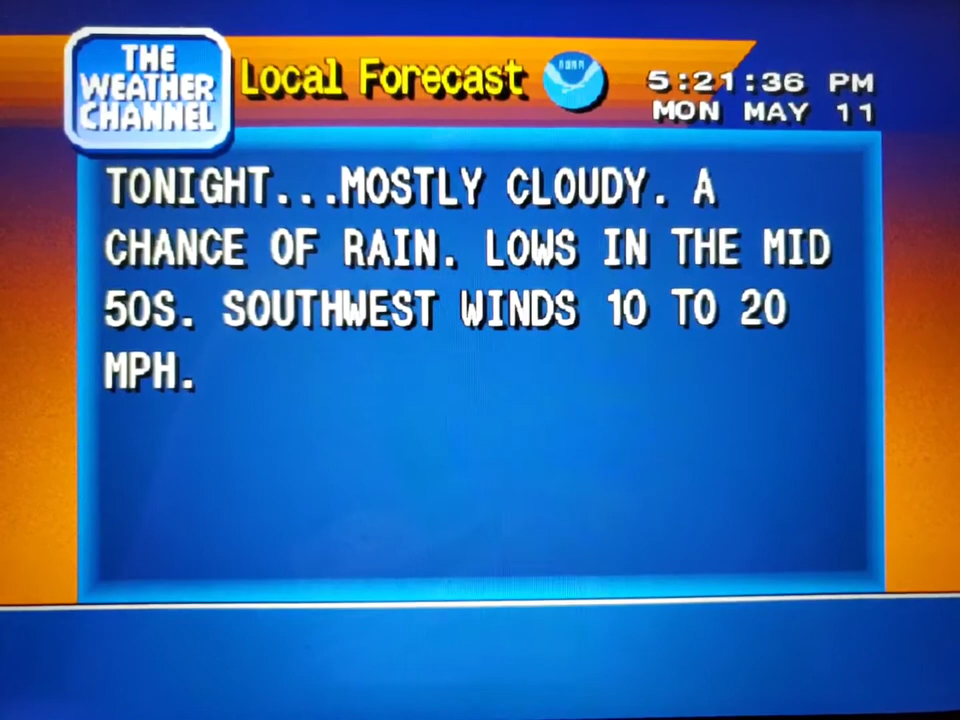 THE
WEATHER
CHANNEL
Local Forecast
NOAA
5:21:36 PM
MON MAY 11
TONIGHT...MOSTLY CLOUDY. A
CHANCE OF RAIN. LOWS IN THE MID
50S. SOUTHWEST WINDS 10 TO 20
MPH.